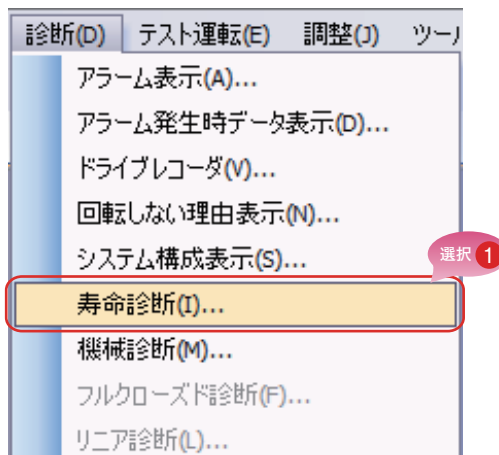 診断(D) テスト運転(E) 調整(J) ツー
アラーム表示(A)...
アラーム発生時データ表示(D)...
ドライブレコーダ(V)...
回転しない理由表示(N)...
システム構成表示(S)...
選択 1
寿命診断(I)...
機械診断(M)...
フルクローズド診断(F)...
リニア診断(L)...